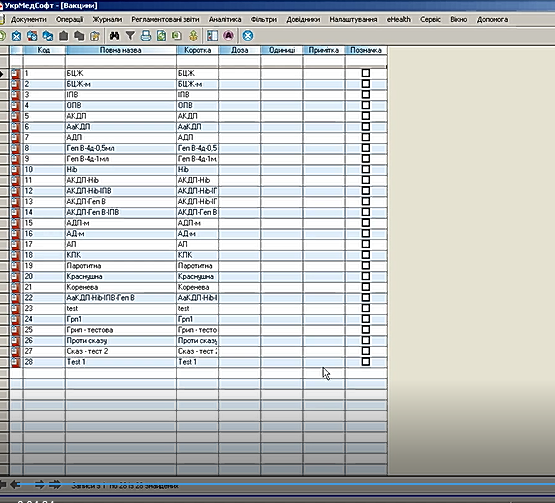 УкрМедСофт - [Вакцини]
Документи Операції Журнали Регламентовані звіти Аналітика Фільтри Довідники Налаштування eHealth Сервіс Вікно Допомога
Код Повна назва Коротка Доза Одиниці Примітка Позначка
1 БЦЖ БЦЖ
2 БЦЖ-м БЦЖ-м
3 ІПВ ІПВ
4 ОПВ ОПВ
5 АКДП АКДП
6 АаКДП АаКДП
7 АДП АДП
8 Геп В-4д-0,5мл Геп В-4д-0,5
9 Геп В-4д-1мл Геп В-4д-1м
10 Hib Hib
11 АКДП-Hib АКДП-Hib
12 АКДП-Hib-ІПВ АКДП-Hib-ІГ
13 АКДП-Геп В АКДП-Геп В
14 АКДП-Геп В-ІПВ АКДП-Геп В
15 АДП-м АДП-м
16 АД-м АД-м
17 АП АП
18 КПК КПК
19 Паротитна Паротитна
20 Краснушна Краснушна
21 Коренева Коренева
22 АаКДП-Hib-ІПВ-Геп В АаКДП-Hib-І
23 test test
24 Грп1 Грп1
25 Грип - тестова Грип - тесто
26 Проти сказу Проти сказу
27 Сказ - тест 2 Сказ - тест 2
28 Test 1 Test 1
Записи з 1 по 28 із 28 знайдених